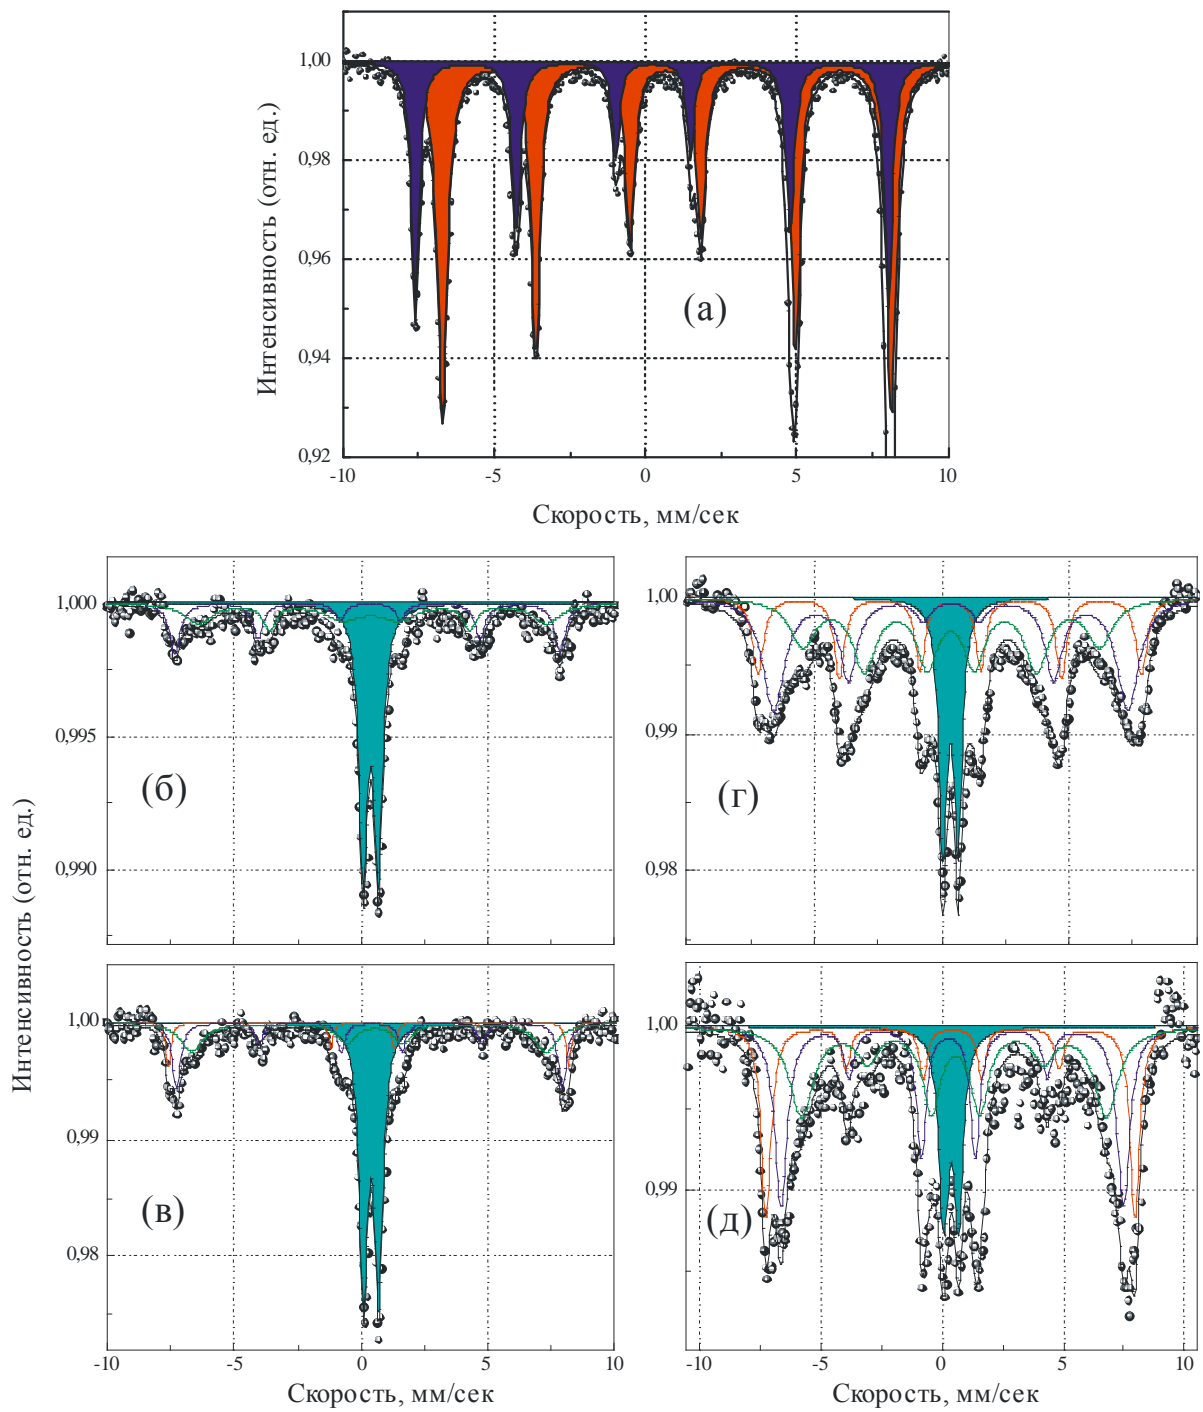 1,00
0,98
0,96
0,94
0,92
Интенсивность (отн. ед.)
(а)
-10 -5 0 5 10
Скорость, мм/сек
1,000
0,995
0,990
(б)
1,00
0,99
0,98
(г)
Интенсивность (отн. ед.)
1,00
0,99
0,98
(в)
-10 -5 0 5 10
Скорость, мм/сек
1,00
0,99
(д)
-10 -5 0 5 10
Скорость, мм/сек